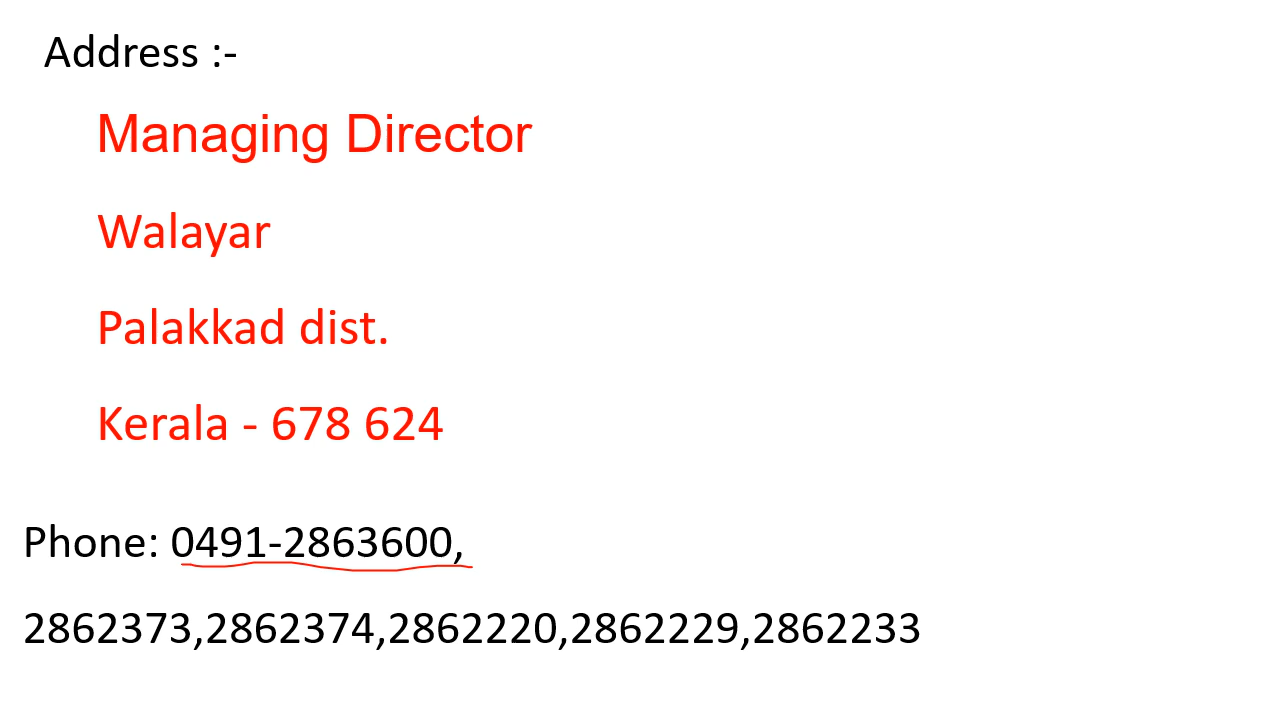 Address :-
Managing Director
Walayar
Palakkad dist.
Kerala - 678 624
Phone: 0491-2863600,
2862373,2862374,2862220,2862229,2862233